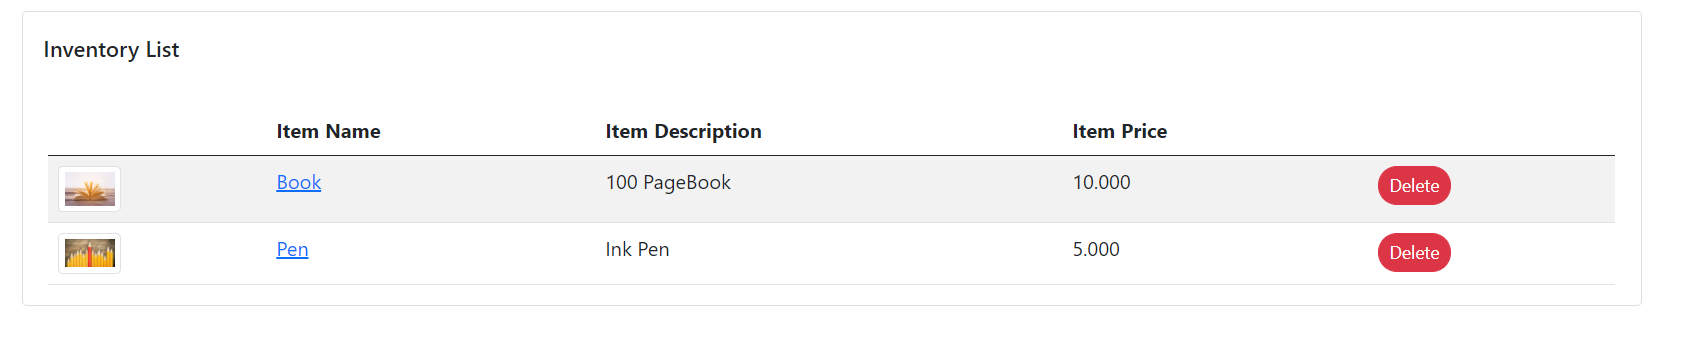 Inventory List
Item Name Item Description Item Price
Book 100 PageBook 10.000 Delete
Pen Ink Pen 5.000 Delete